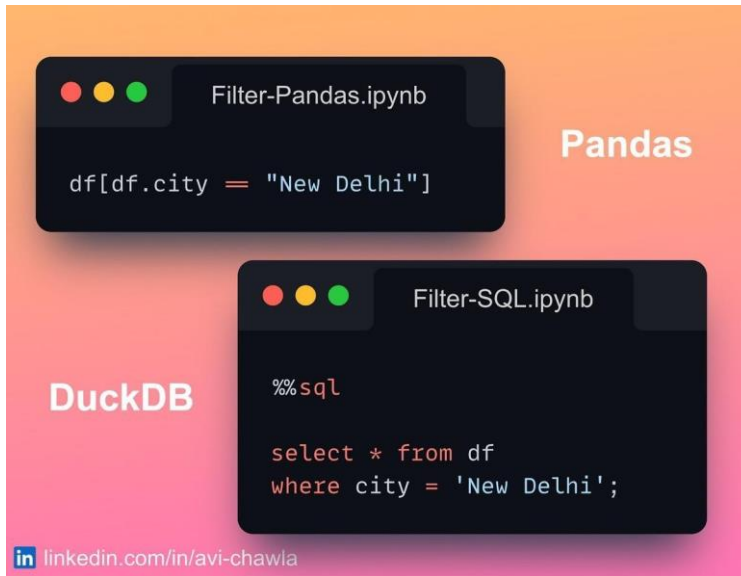 Filter-Pandas.ipynb
Pandas
df[df.city == "New Delhi"]
Filter-SQL.ipynb
DuckDB
%%sql
select * from df
where city = 'New Delhi';
in linkedin.com/in/avi-chawla